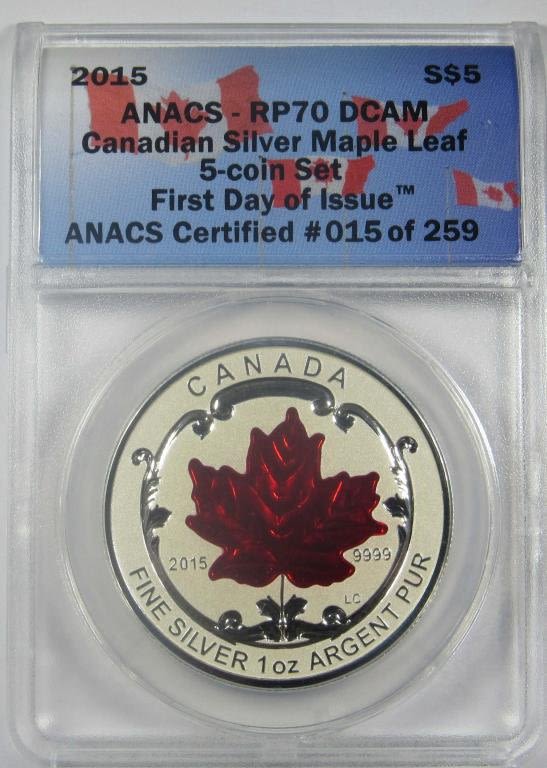 2015 S$5
ANACS - RP70 DCAM
Canadian Silver Maple Leaf
5-coin Set
First Day of Issue™
ANACS Certified #015 of 259
CANADA
2015 9999
LC
FINE SILVER 1 oz ARGENT PUR